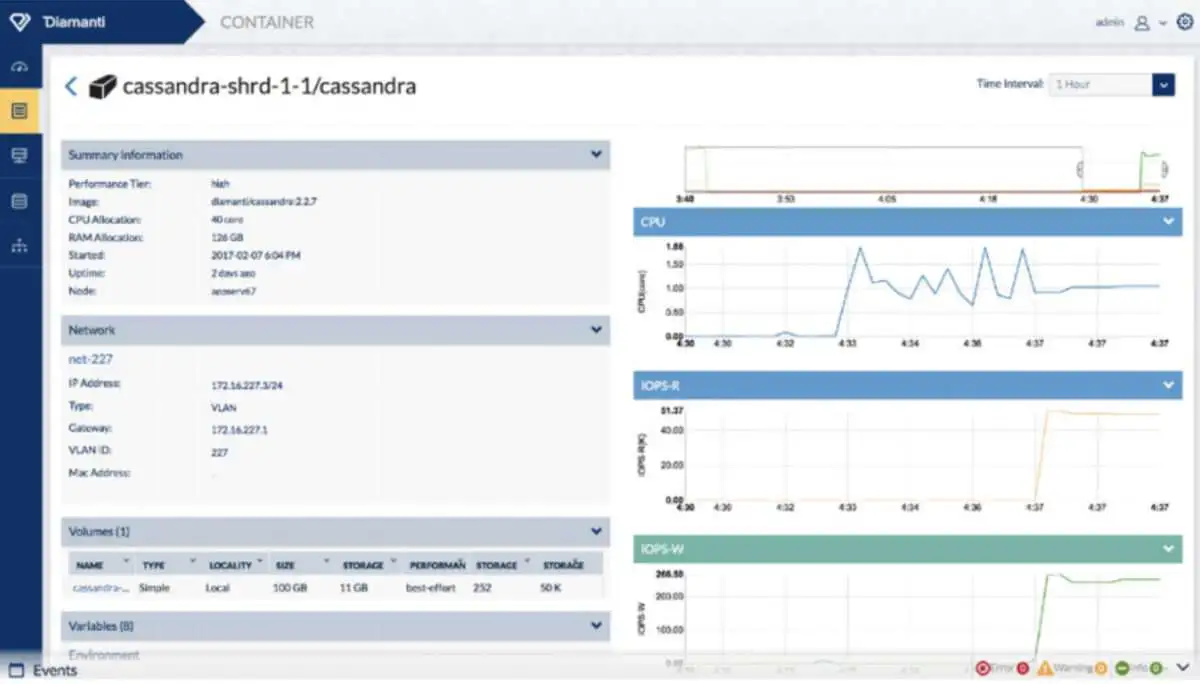 Diamanti CONTAINER admin
cassandra-shrd-1-1/cassandra
Time Interval: 1 Hour
Summary Information
Performance Tier: high
Image: diamanti/cassandra:2.2.7
CPU Allocation: 40 core
RAM Allocation: 126 GB
Started: 2017-02-07 6:04 PM
Uptime: 2 days ago
Node: appserv67
Network
net-227
IP Address: 172.16.227.3/24
Type: VLAN
Gateway: 172.16.227.1
VLAN ID: 227
Mac Address: -
Volumes (1)
NAME TYPE LOCALITY SIZE STORAGE PERFORMAN STORAGE STORAGE
cassandra-... Simple Local 100 GB 11 GB best-effort 252 50 K
Variables (8)
Environment
3:40 3:53 4:05 4:18 4:30 4:37
CPU
CPU(core)
1.88
1.50
1.00
0.50
0.00
4:30 4:30 4:32 4:33 4:34 4:36 4:37 4:37 4:37
IOPS-R
IOPS-R(K)
51.37
40.00
20.00
0.00
4:30 4:30 4:32 4:33 4:34 4:36 4:37 4:37 4:37
IOPS-W
IOPS-W
266.50
200.00
100.00
0.00
Events
Error 0 Warning 0 Info 0